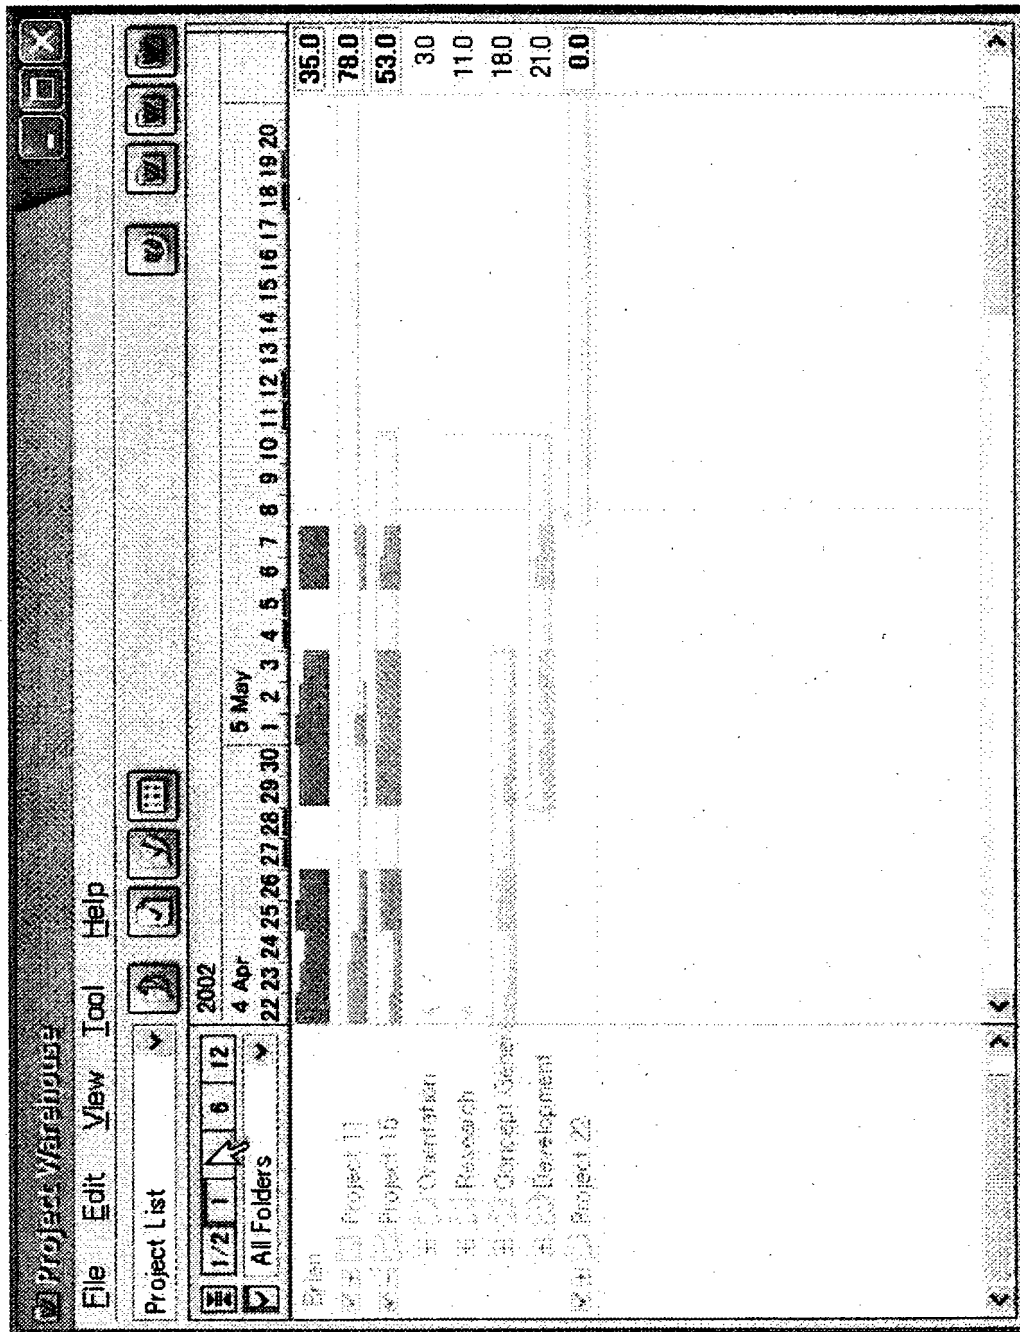 Project Warehouse
File Edit View Tool Help
Project List
2002
1/2 1 6 12 4 Apr 5 May
All Folders 22 23 24 25 26 27 28 29 30 1 2 3 4 5 6 7 8 9 10 11 12 13 14 15 16 17 18 19 20
Brian 35.0
Project 11 78.0
Project 53.0
Orientation 3.0
Research 11.0
Concept Gener 18.0
Development 21.0
Project 22 0.0